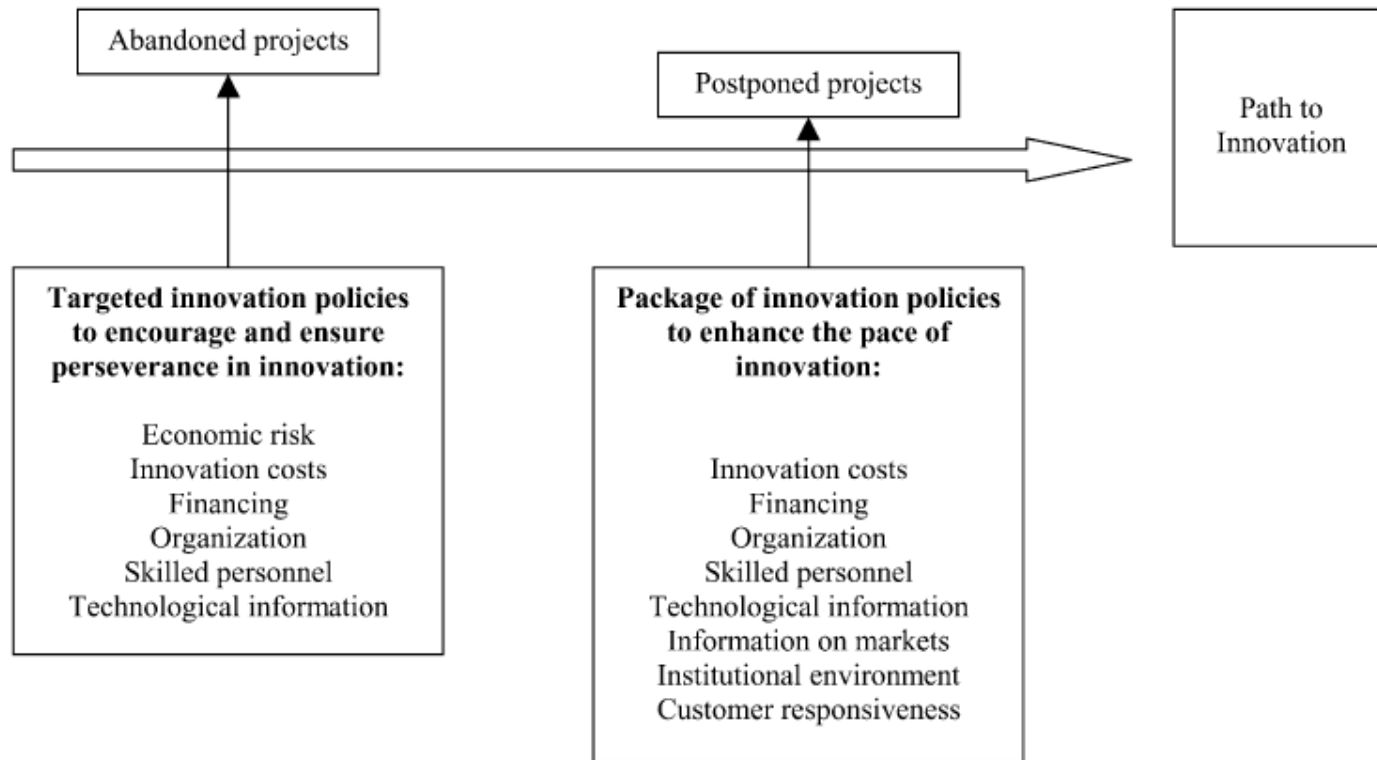 Abandoned projects
Postponed projects
Path to
Innovation
Targeted innovation policies
to encourage and ensure
perseverance in innovation:
Economic risk
Innovation costs
Financing
Organization
Skilled personnel
Technological information
Package of innovation policies
to enhance the pace of
innovation:
Innovation costs
Financing
Organization
Skilled personnel
Technological information
Information on markets
Institutional environment
Customer responsiveness